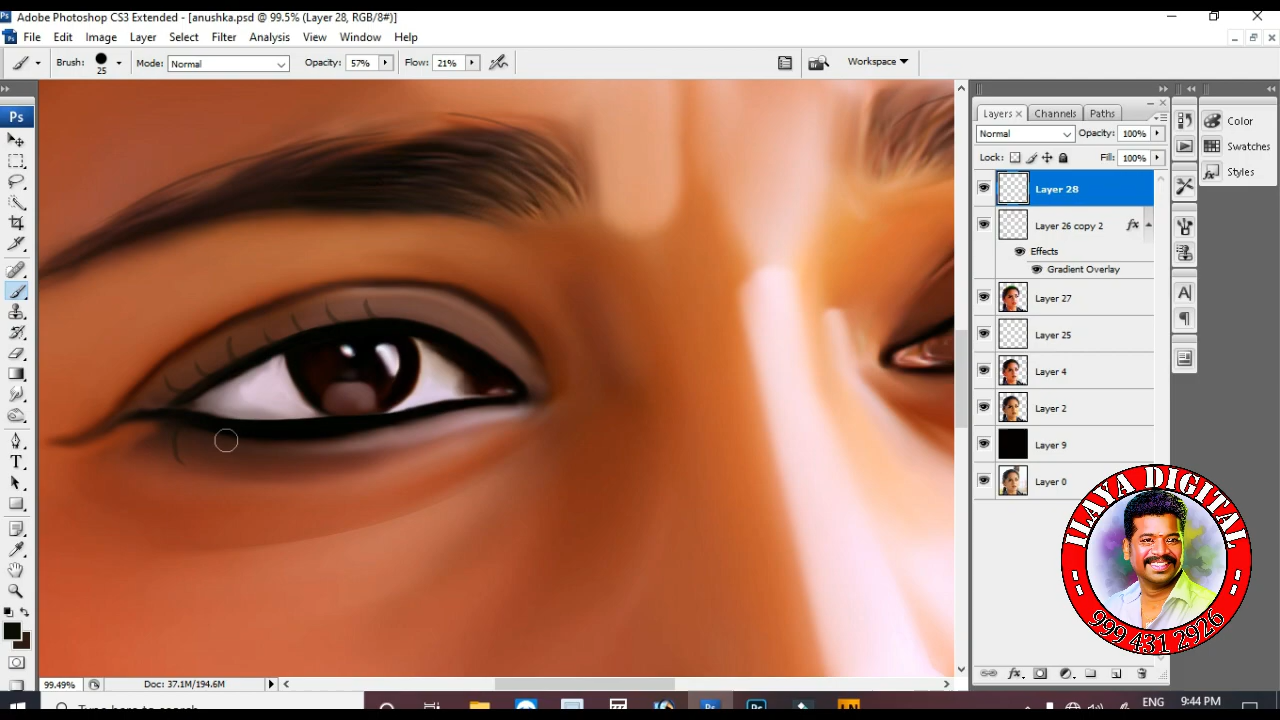 Adobe Photoshop CS3 Extended - [anushka.psd @ 99.5% (Layer 28, RGB/8#)]
File Edit Image Layer Select Filter Analysis View Window Help
Brush: 25 Mode: Normal Opacity: 57% Flow: 21% Workspace
Ps
Layers Channels Paths
Normal Opacity: 100%
Lock: Fill: 100%
Layer 28
Layer 26 copy 2 fx
Effects
Gradient Overlay
Layer 27
Layer 25
Layer 4
Layer 2
Layer 9
Layer 0
Color
Swatches
Styles
ILAYA DIGITAL
999 431 2926
99.49% Doc: 37.1M/194.6M
ENG 9:44 PM